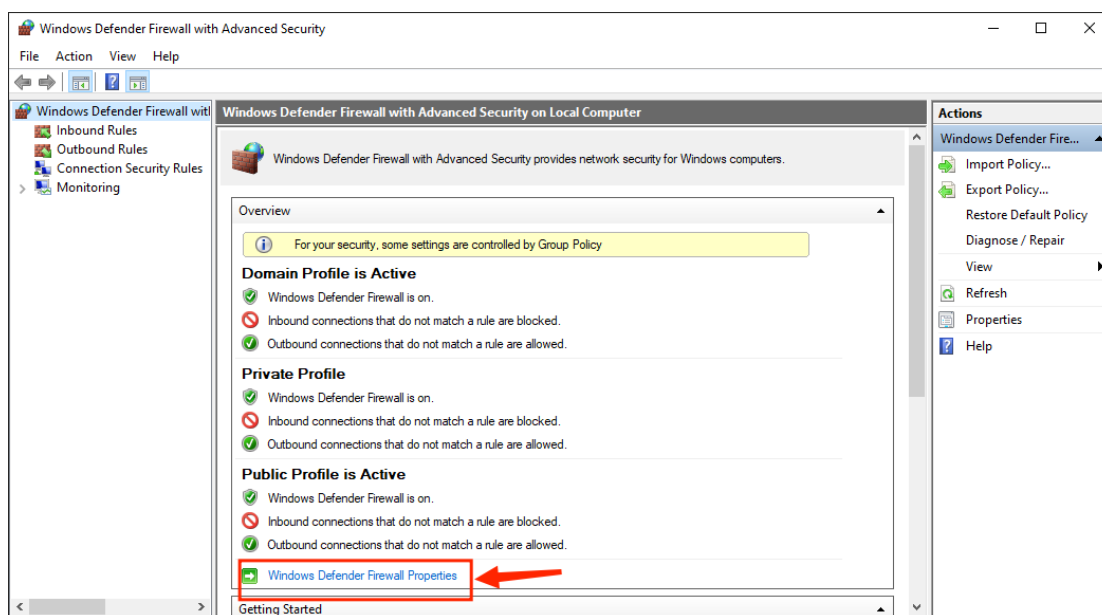 Windows Defender Firewall with Advanced Security
File Action View Help
Windows Defender Firewall with
Inbound Rules
Outbound Rules
Connection Security Rules
Monitoring
Windows Defender Firewall with Advanced Security on Local Computer
Windows Defender Firewall with Advanced Security provides network security for Windows computers.
Overview
For your security, some settings are controlled by Group Policy
Domain Profile is Active
Windows Defender Firewall is on.
Inbound connections that do not match a rule are blocked.
Outbound connections that do not match a rule are allowed.
Private Profile
Windows Defender Firewall is on.
Inbound connections that do not match a rule are blocked.
Outbound connections that do not match a rule are allowed.
Public Profile is Active
Windows Defender Firewall is on.
Inbound connections that do not match a rule are blocked.
Outbound connections that do not match a rule are allowed.
Windows Defender Firewall Properties
Getting Started
Actions
Windows Defender Fire...
Import Policy...
Export Policy...
Restore Default Policy
Diagnose / Repair
View
Refresh
Properties
Help